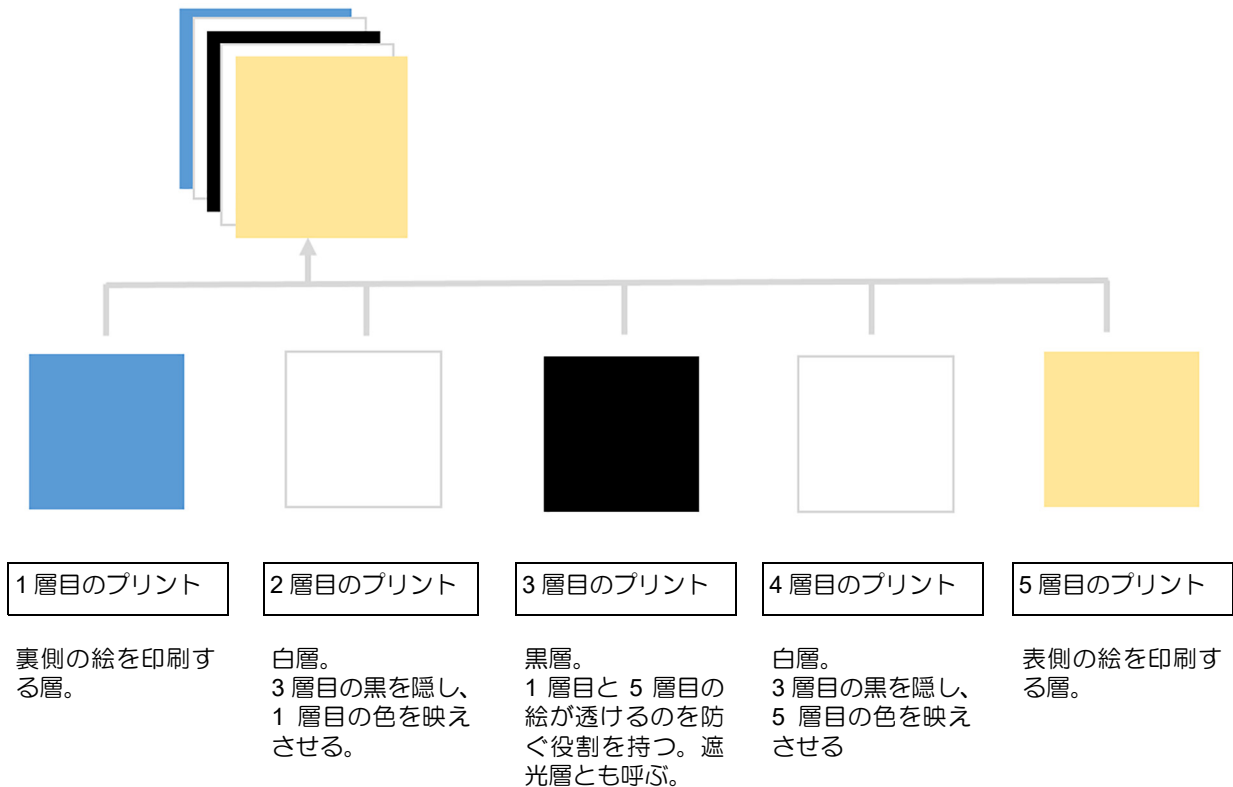 1 層目のプリント
裏側の絵を印刷す
る層。
2 層目のプリント
白層。
3 層目の黒を隠し、
1 層目の色を映え
させる。
3 層目のプリント
黒層。
1 層目と 5 層目の
絵が透けるのを防
ぐ役割を持つ。遮
光層とも呼ぶ。
4 層目のプリント
白層。
3 層目の黒を隠し、
5 層目の色を映え
させる
5 層目のプリント
表側の絵を印刷す
る層。